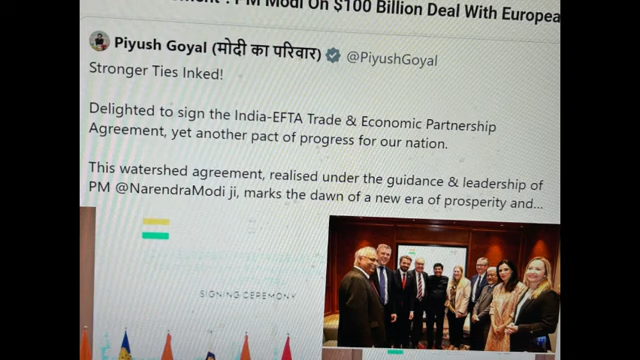 : PM Modi On $100 Billion Deal With Europea
Piyush Goyal (मोदी का परिवार) @PiyushGoyal
Stronger Ties Inked!
Delighted to sign the India-EFTA Trade & Economic Partnership
Agreement, yet another pact of progress for our nation.
This watershed agreement, realised under the guidance & leadership of
PM @NarendraModi ji, marks the dawn of a new era of prosperity and...
SIGNING CEREMONY